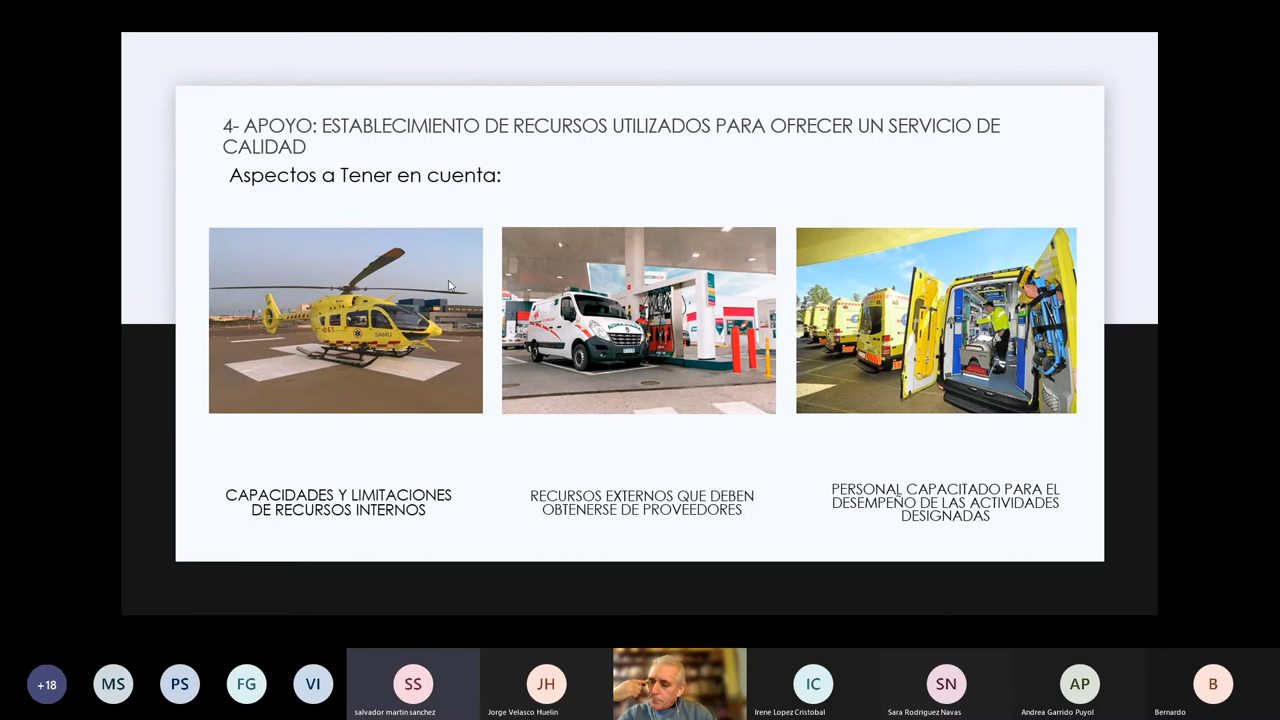 4- APOYO: ESTABLECIMIENTO DE RECURSOS UTILIZADOS PARA OFRECER UN SERVICIO DE
CALIDAD
Aspectos a Tener en cuenta:
SAMU
CAPACIDADES Y LIMITACIONES
DE RECURSOS INTERNOS
RECURSOS EXTERNOS QUE DEBEN
OBTENERSE DE PROVEEDORES
PERSONAL CAPACITADO PARA EL
DESEMPEÑO DE LAS ACTIVIDADES
DESIGNADAS
+18
MS
PS
FG
VI
SS
JH
IC
SN
AP
B
salvador martin sanchez
Jorge Velasco Huelin
Irene Lopez Cristobal
Sara Rodriguez Navas
Andrea Garrido Puyol
Bernardo